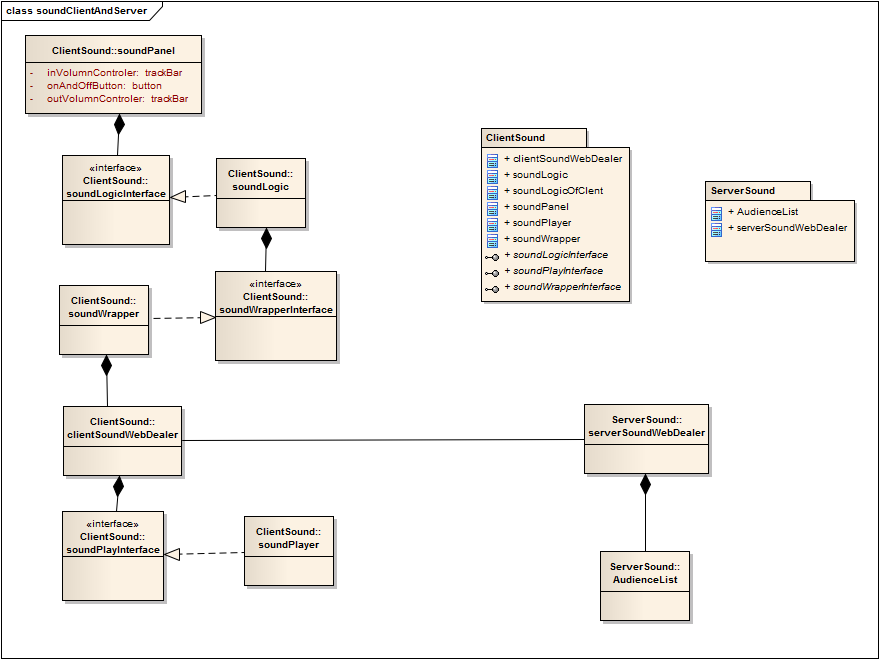 class soundClientAndServer
ClientSound::soundPanel
- inVolumnControler: trackBar
- onAndOffButton: button
- outVolumnControler: trackBar
«interface»
ClientSound::
soundLogicInterface
ClientSound::
soundLogic
«interface»
ClientSound::
soundWrapperInterface
ClientSound::
soundWrapper
ClientSound::
clientSoundWebDealer
«interface»
ClientSound::
soundPlayInterface
ClientSound::
soundPlayer
ClientSound
+ clientSoundWebDealer
+ soundLogic
+ soundLogicOfClent
+ soundPanel
+ soundPlayer
+ soundWrapper
+ soundLogicInterface
+ soundPlayInterface
+ soundWrapperInterface
ServerSound
+ AudienceList
+ serverSoundWebDealer
ServerSound::
serverSoundWebDealer
ServerSound::
AudienceList